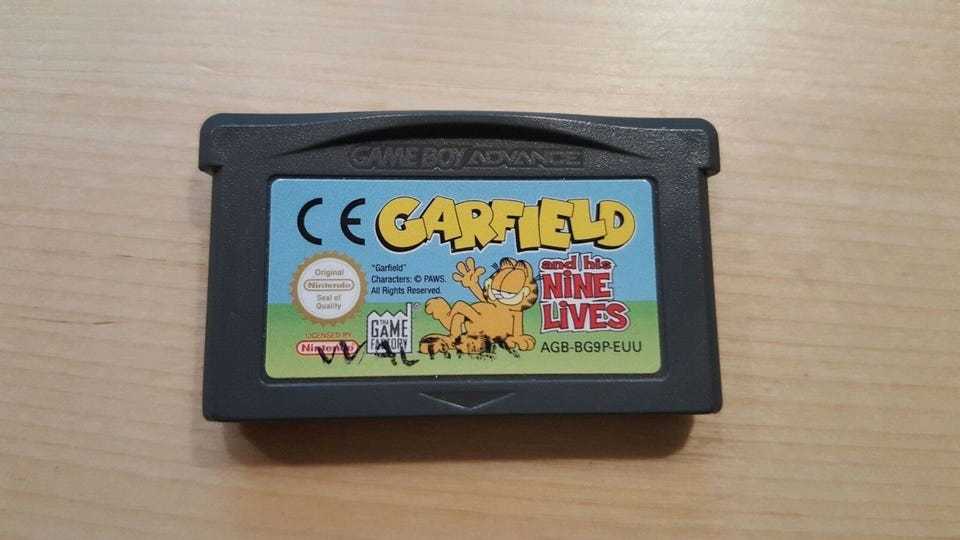 GAME BOY ADVANCE
CE GARFIELD
and his
NINE
LIVES
Original
Nintendo
Seal of
Quality
"Garfield"
Characters: © PAWS.
All Rights Reserved.
LICENSED BY
Nintendo
THE
GAME
FACTORY
®
AGB-BG9P-EUU